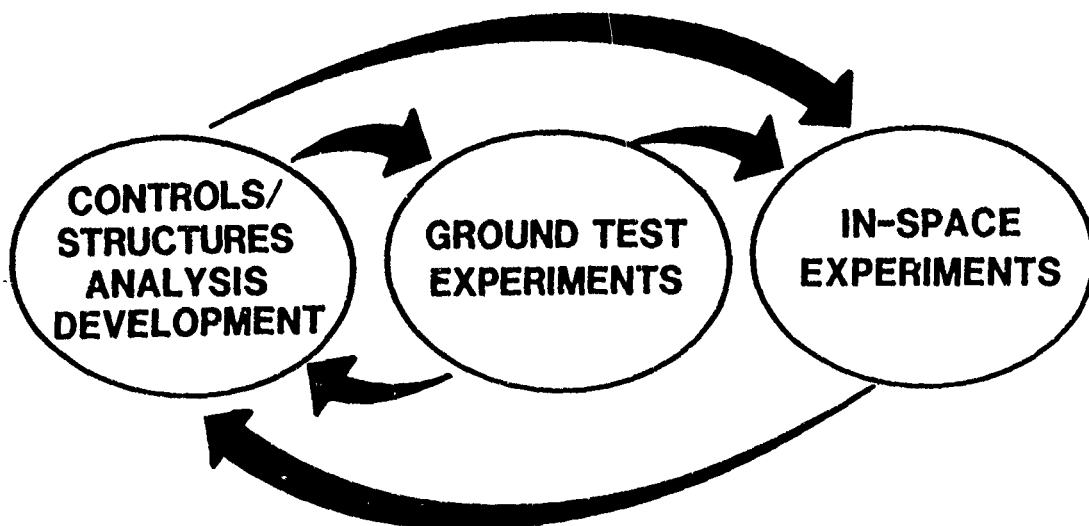 CONTROLS/
STRUCTURES
ANALYSIS
DEVELOPMENT
GROUND TEST
EXPERIMENTS
IN-SPACE
EXPERIMENTS